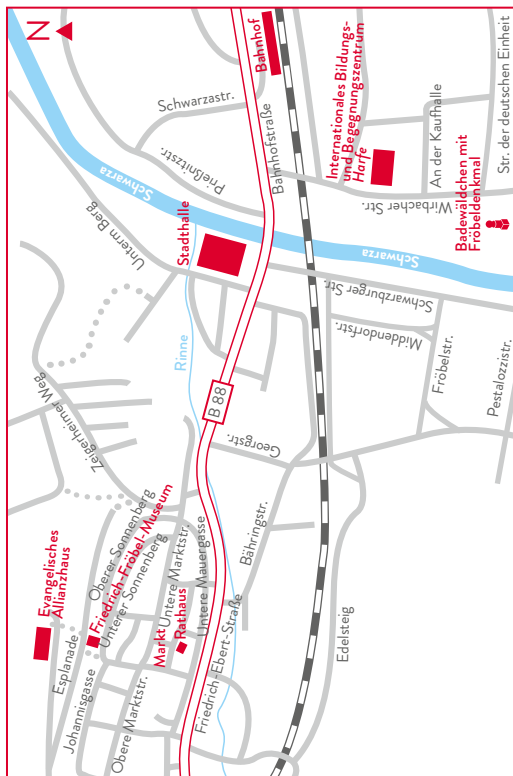 N
Schwarzastr.
Prießnitzstr.
Bahnhof
Bahnhofstraße
Internationales Bildungs-
und Begegnungszentrum
Harfe
An der Kaufhalle
Str. der deutschen Einheit
Wirbacher Str.
Badewäldchen mit
Fröbeldenkmal
Schwarza
Schwarza
Unterm Berg
Stadthalle
Rinne
Schwarzburger Str.
Middendorfstr.
Fröbelstr.
Pestalozzistr.
Zeigerheimer Weg
B 88
Georgstr.
Bähringstr.
Edelsteig
Evangelisches
Allianzhaus
Esplanade
Johannisgasse
Oberer Sonnenberg
Friedrich-Fröbel-Museum
Unterer Sonnenberg
Markt
Rathaus
Untere Marktstr.
Untere Mauergasse
Obere Marktstr.
Friedrich-Ebert-Straße